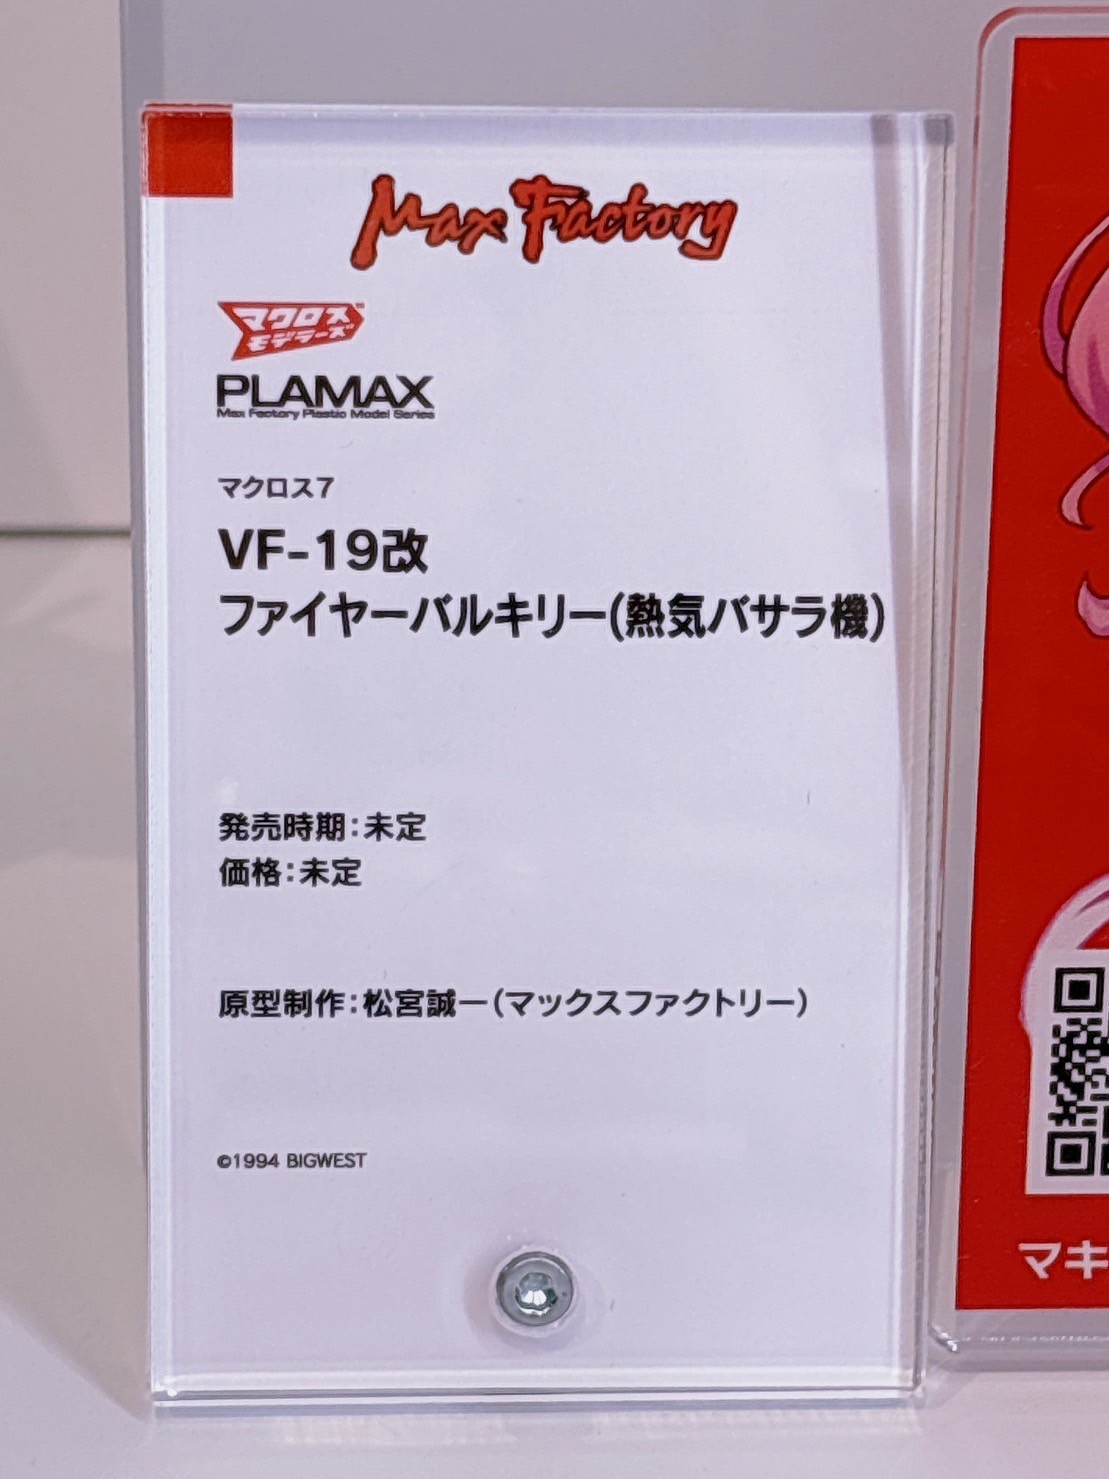 Max Factory
マクロス
モデラーズ
PLAMAX
Max Factory Plastic Model Series
マクロス7
VF-19改
ファイヤーバルキリー(熱気バサラ機)
発売時期：未定
価格：未定
原型制作：松宮誠一（マックスファクトリー）
©1994 BIGWEST
マキ